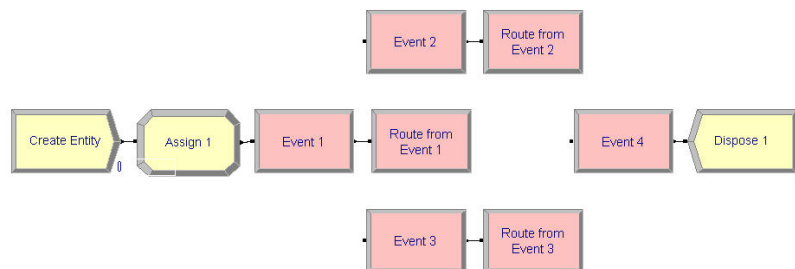 Event 2
Route from
Event 2
Create Entity
0
Assign 1
Event 1
Route from
Event 1
Event 4
Dispose 1
Event 3
Route from
Event 3